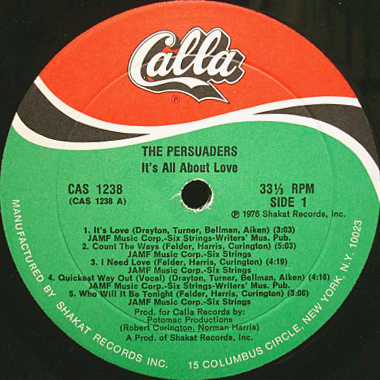 Calla
℗
THE PERSUADERS
It's All About Love
CAS 1238
(CAS 1238 A)
33⅓ RPM
SIDE 1
℗ 1976 Shakat Records, Inc.
1. It's Love (Drayton, Turner, Bellman, Aiken) (3:03)
JAMF Music Corp.-Six Strings-Writers' Mus. Pub.
2. Count The Ways (Felder, Harris, Curington) (5:03)
JAMF Music Corp.-Six Strings
3. I Need Love (Felder, Harris, Curington) (4:19)
JAMF Music Corp.-Six Strings
4. Quickest Way Out (Vocal) (Drayton, Turner, Bellman, Aiken) (4:16)
JAMF Music Corp.-Six Strings-Writers' Mus. Pub.
5. Who Will It Be Tonight (Felder, Harris, Curington) (3:06)
JAMF Music Corp.-Six Strings
Prod. for Calla Records by:
Potomac Productions
(Robert Curington, Norman Harris)
A Prod. of Shakat Records, Inc.
MANUFACTURED BY SHAKAT RECORDS INC. 15 COLUMBUS CIRCLE, NEW YORK, N.Y. 10023